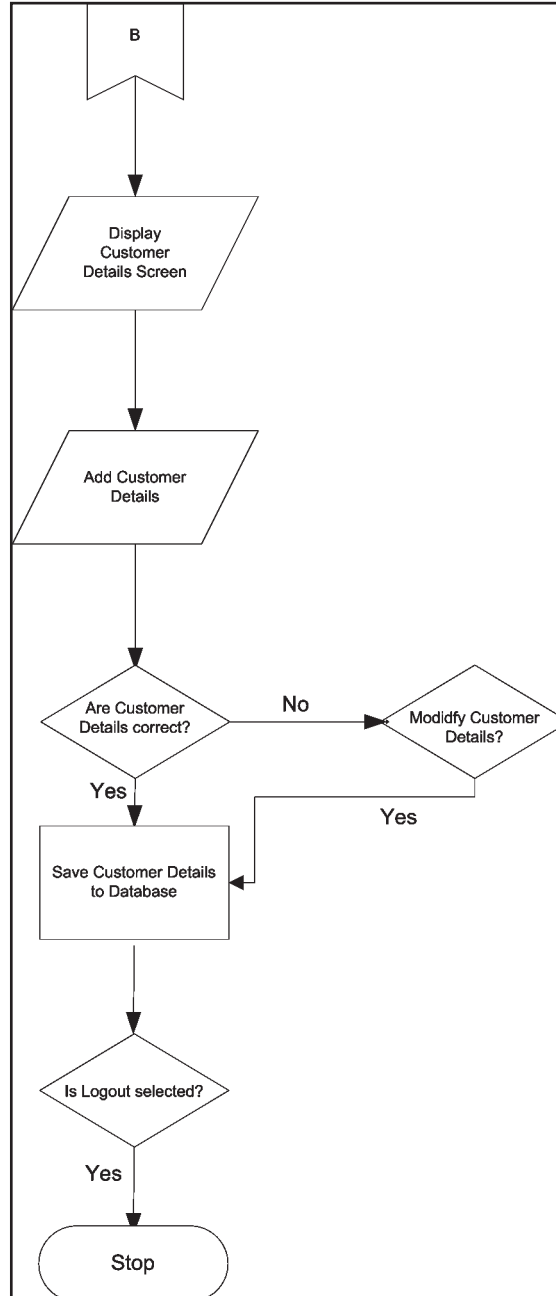 B
Display
Customer
Details Screen
Add Customer
Details
Are Customer
Details correct?
No
Modidfy Customer
Details?
Yes
Yes
Save Customer Details
to Database
Is Logout selected?
Yes
Stop